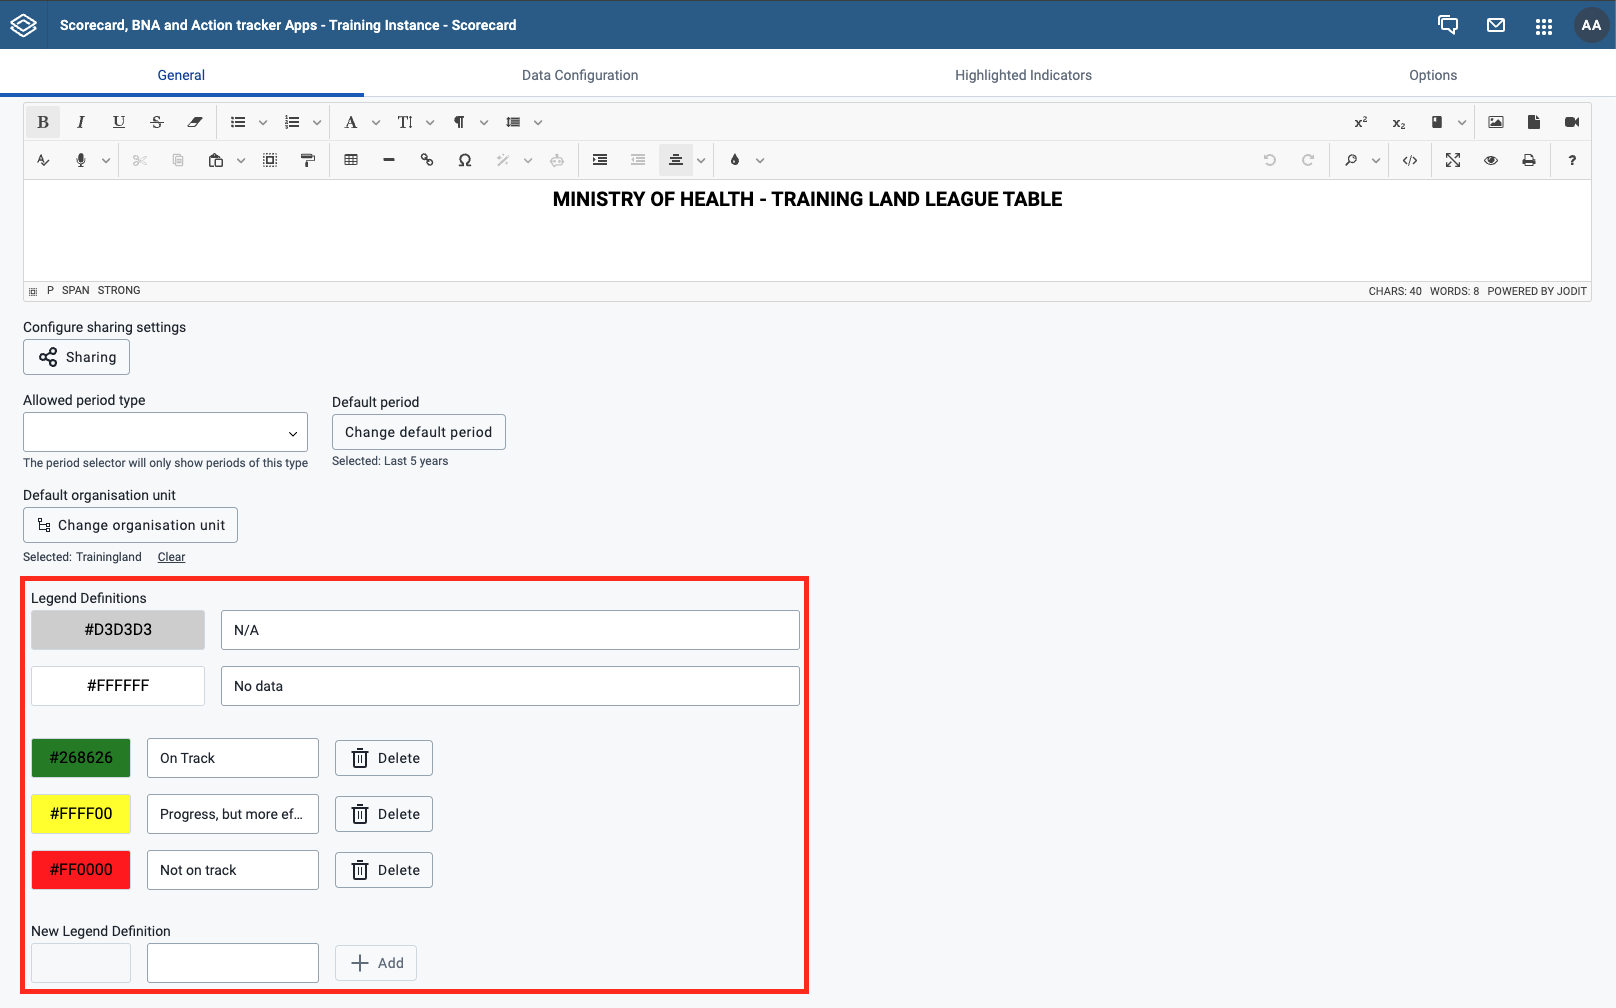 Scorecard, BNA and Action tracker Apps - Training Instance - Scorecard
AA
General
Data Configuration
Highlighted Indicators
Options
MINISTRY OF HEALTH - TRAINING LAND LEAGUE TABLE
P SPAN STRONG
CHARS: 40 WORDS: 8 POWERED BY JODIT
Configure sharing settings
Sharing
Allowed period type
Default period
Change default period
The period selector will only show periods of this type
Selected: Last 5 years
Default organisation unit
Change organisation unit
Selected: Trainingland Clear
Legend Definitions
#D3D3D3 N/A
#FFFFFF No data
#268626 On Track Delete
#FFFF00 Progress, but more ef... Delete
#FF0000 Not on track Delete
New Legend Definition
Add